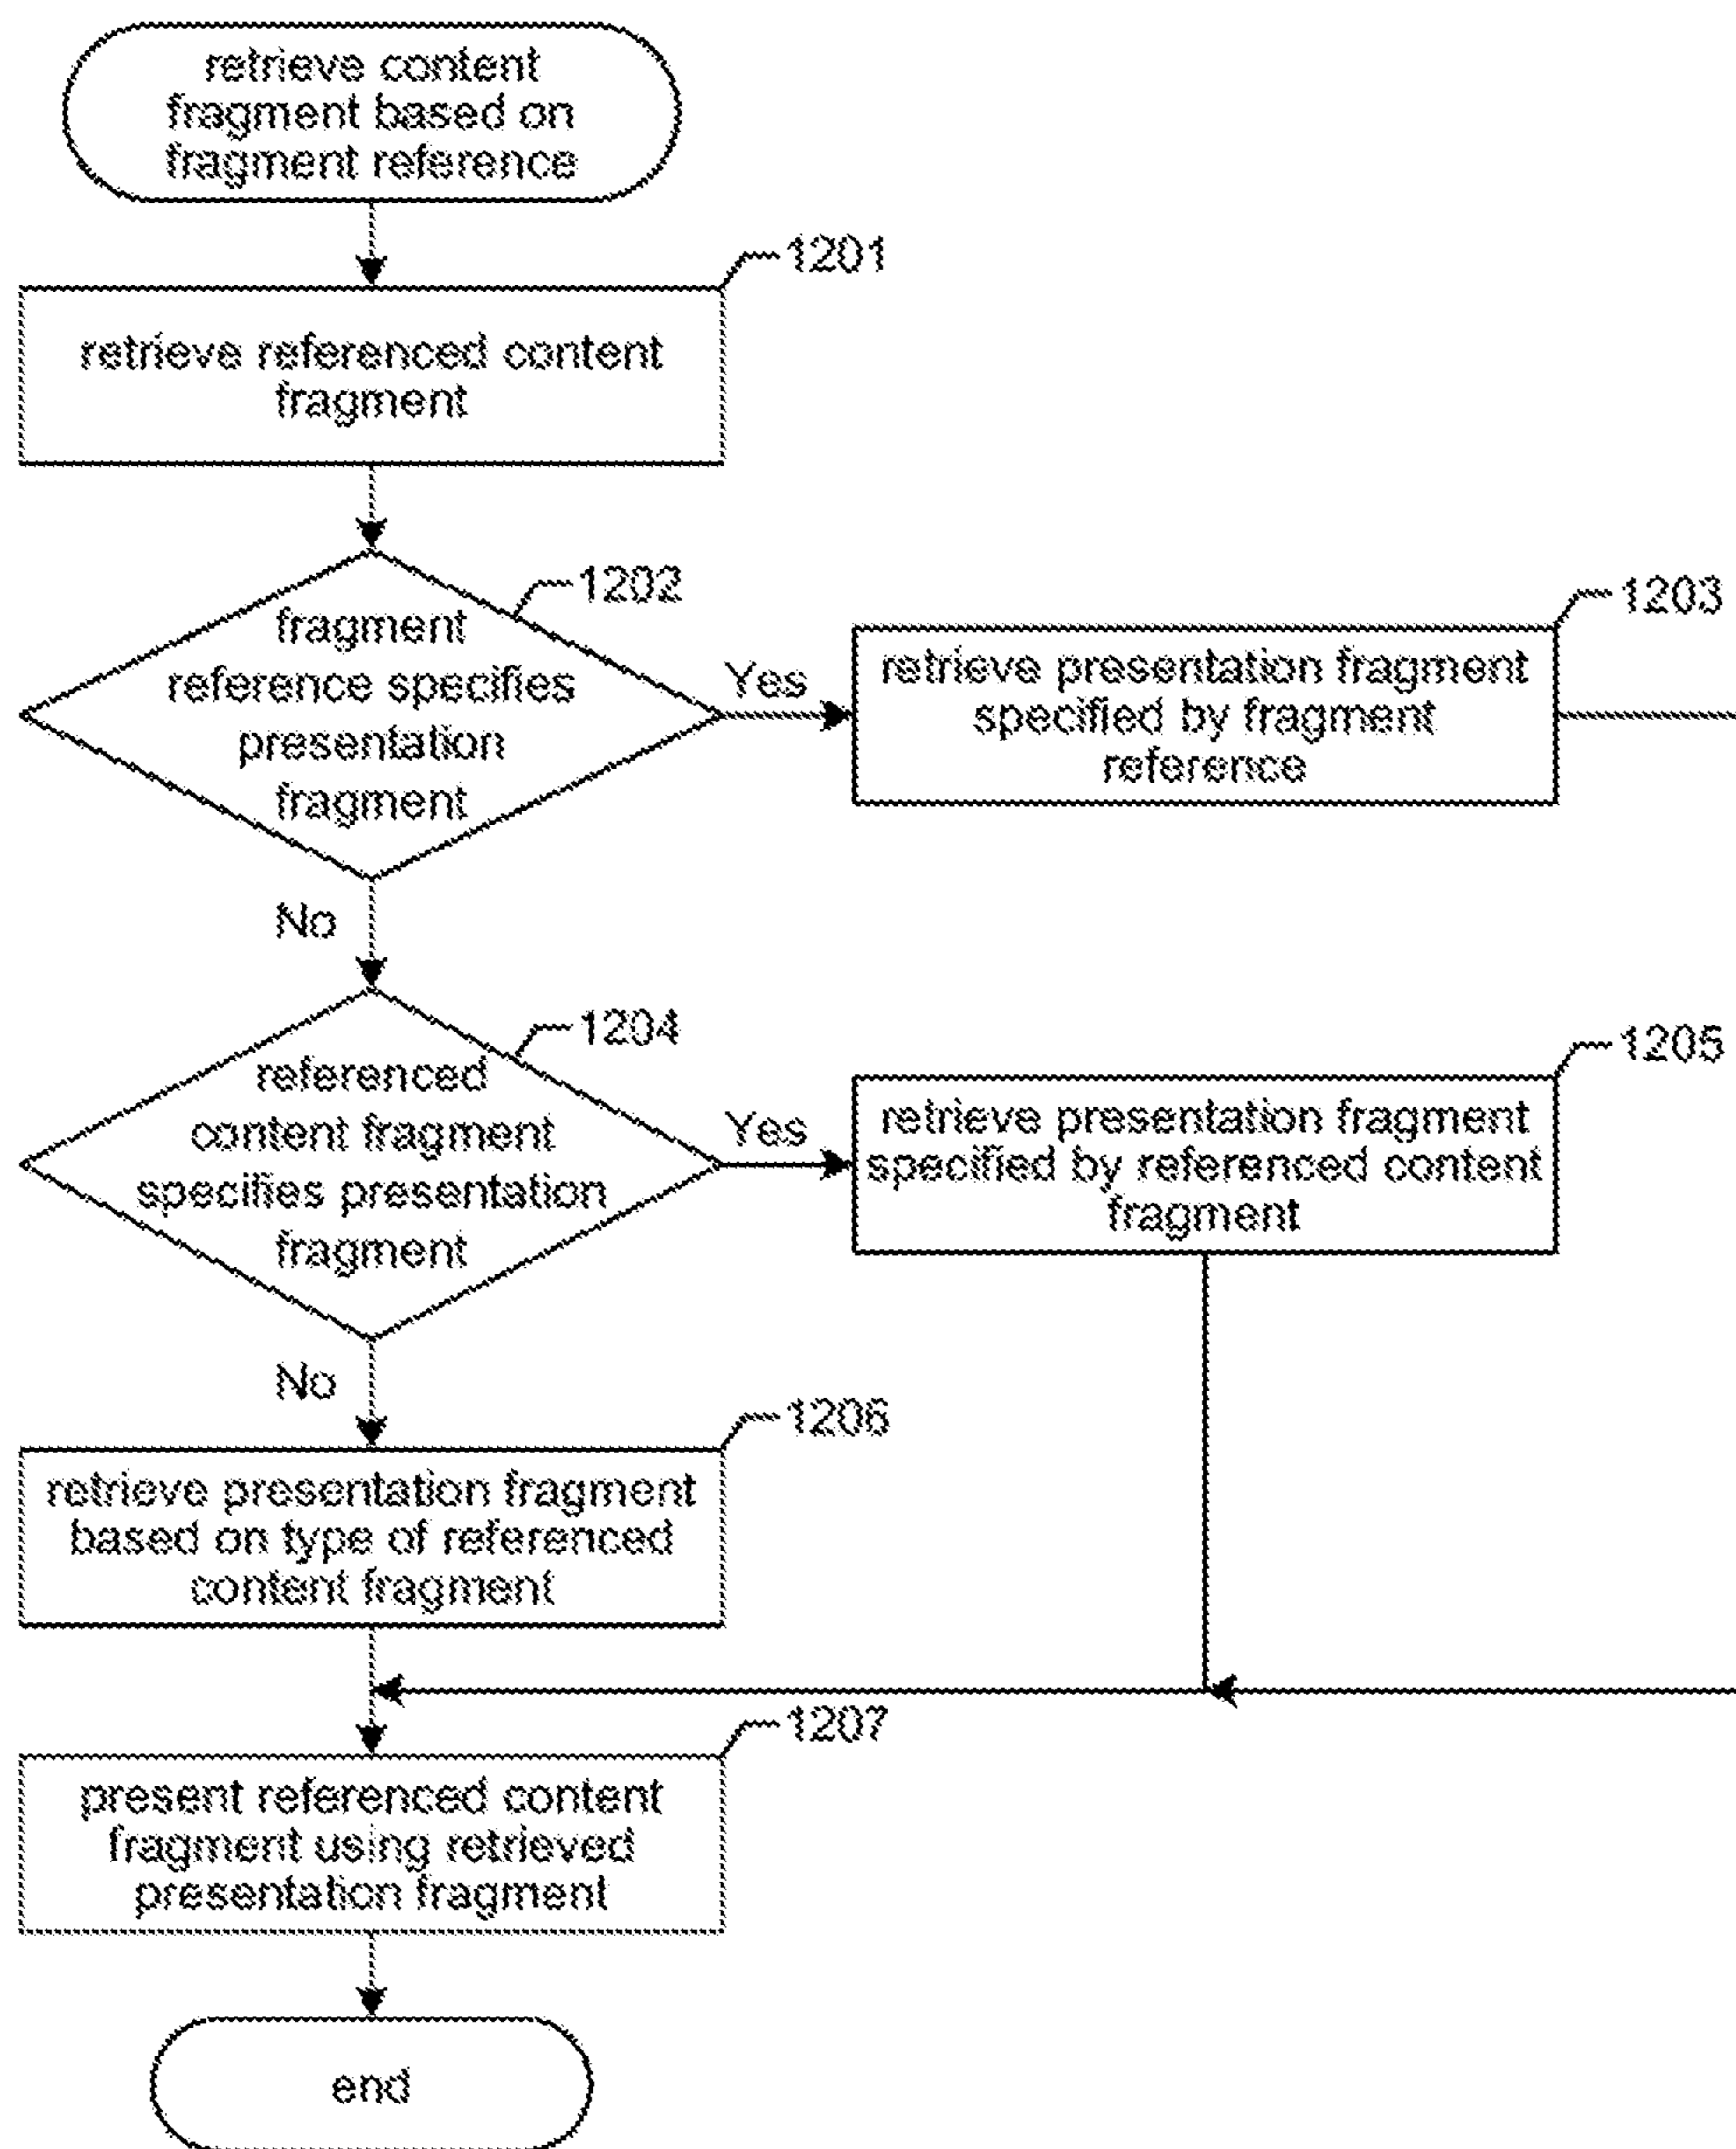 retrieve content
fragment based on
fragment reference
1201
retrieve referenced content
fragment
1202
fragment
reference specifies
presentation
fragment
Yes
1203
retrieve presentation fragment
specified by fragment
reference
No
1204
referenced
content fragment
specifies presentation
fragment
Yes
1205
retrieve presentation fragment
specified by referenced content
fragment
No
1206
retrieve presentation fragment
based on type of referenced
content fragment
1207
present referenced content
fragment using retrieved
presentation fragment
end